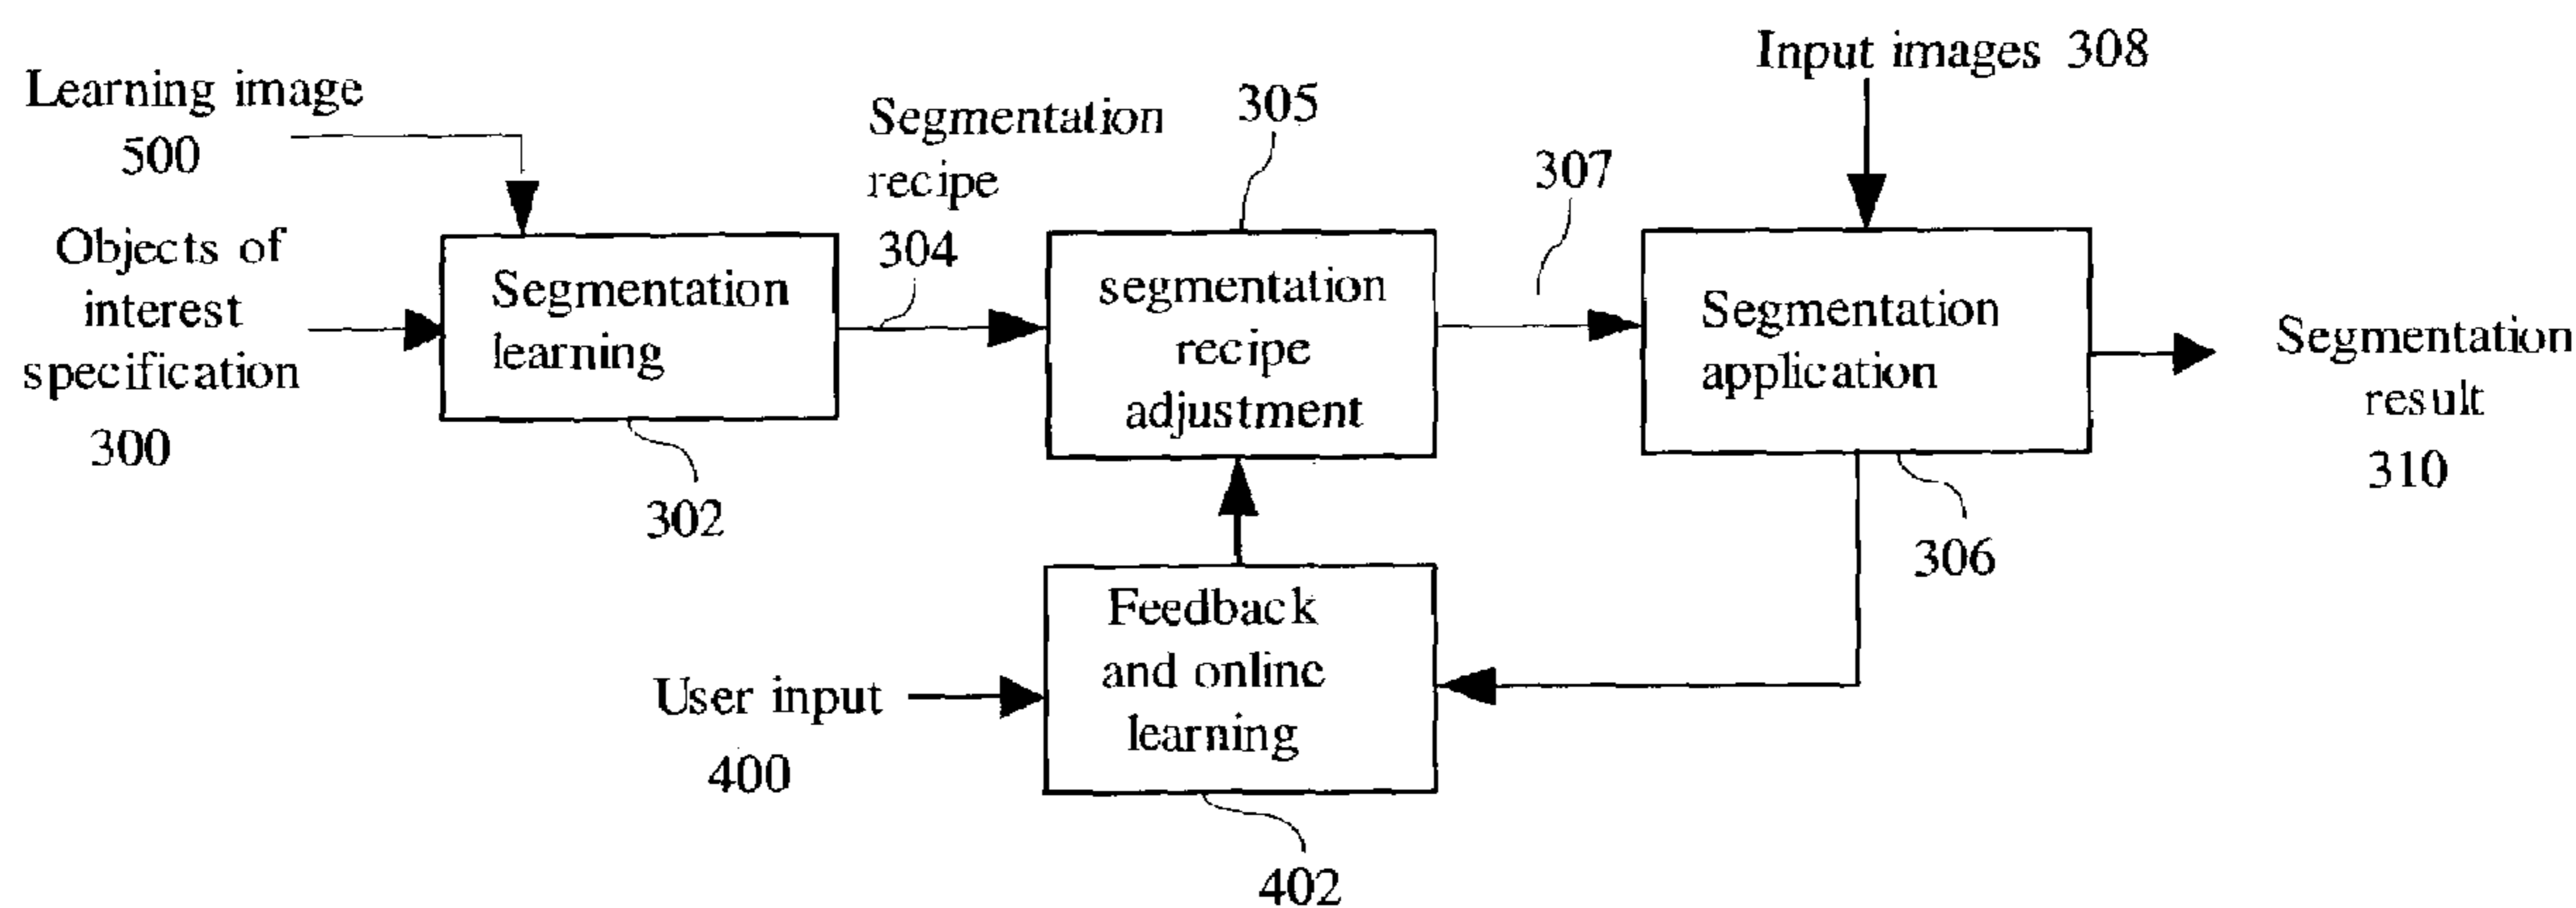 Learning image
500
Objects of
interest
specification
300
Segmentation
learning
302
Segmentation
recipe
304
305
segmentation
recipe
adjustment
307
Input images 308
Segmentation
application
306
Segmentation
result
310
User input
400
Feedback
and online
learning
402